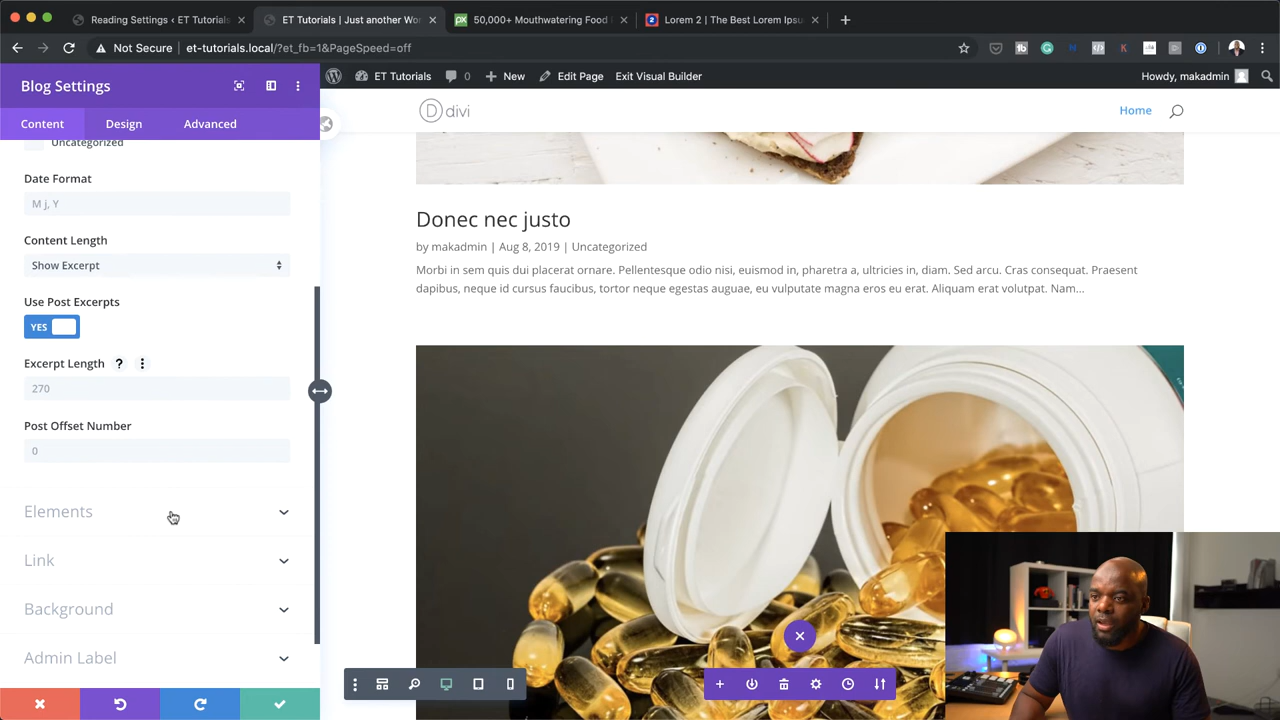 Reading Settings ‹ ET Tutorials
ET Tutorials | Just another Wor
50,000+ Mouthwatering Food
Lorem 2 | The Best Lorem Ipsu
Not Secure
et-tutorials.local/?et_fb=1&PageSpeed=off
ET Tutorials
0
New
Edit Page
Exit Visual Builder
Howdy, makadmin
Blog Settings
Content
Design
Advanced
divi
Home
Uncategorized
Date Format
M j, Y
Content Length
Show Excerpt
Use Post Excerpts
YES
Excerpt Length
270
Post Offset Number
0
Elements
Link
Background
Admin Label
Donec nec justo
by makadmin | Aug 8, 2019 | Uncategorized
Morbi in sem quis dui placerat ornare. Pellentesque odio nisi, euismod in, pharetra a, ultricies in, diam. Sed arcu. Cras consequat. Praesent
dapibus, neque id cursus faucibus, tortor neque egestas auguae, eu vulputate magna eros eu erat. Aliquam erat volutpat. Nam...